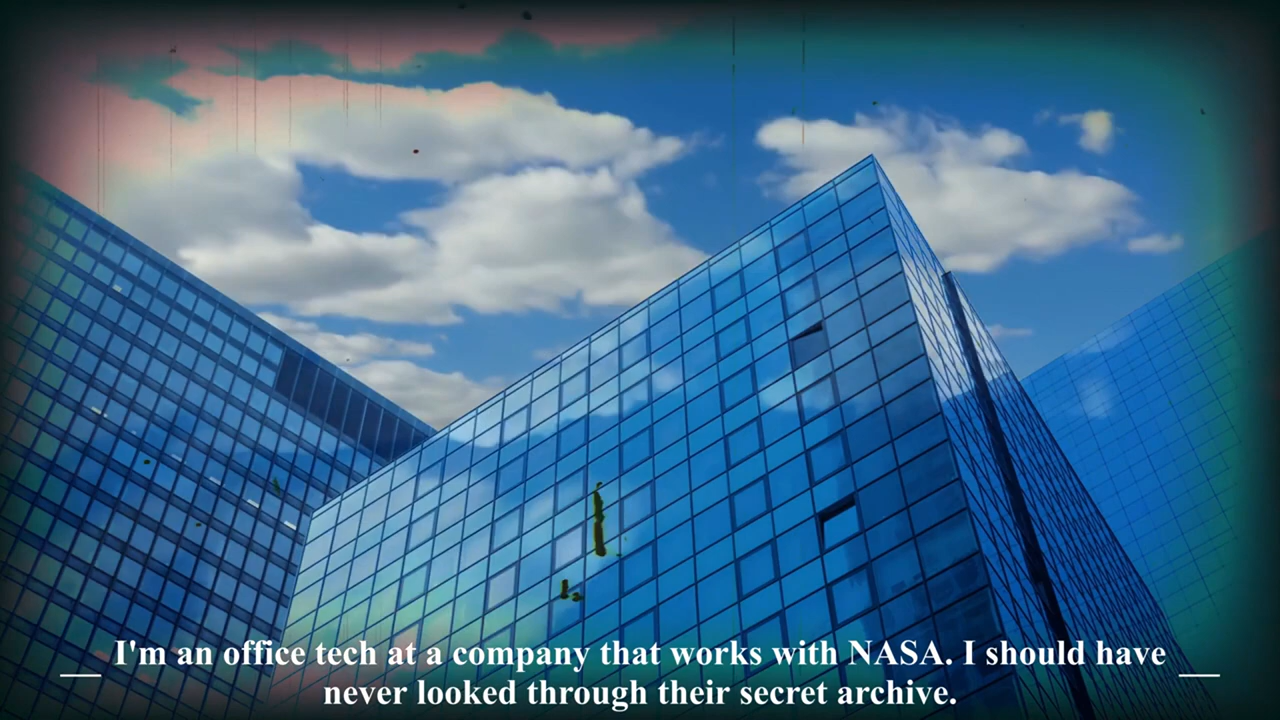 I'm an office tech at a company that works with NASA. I should have
never looked through their secret archive.